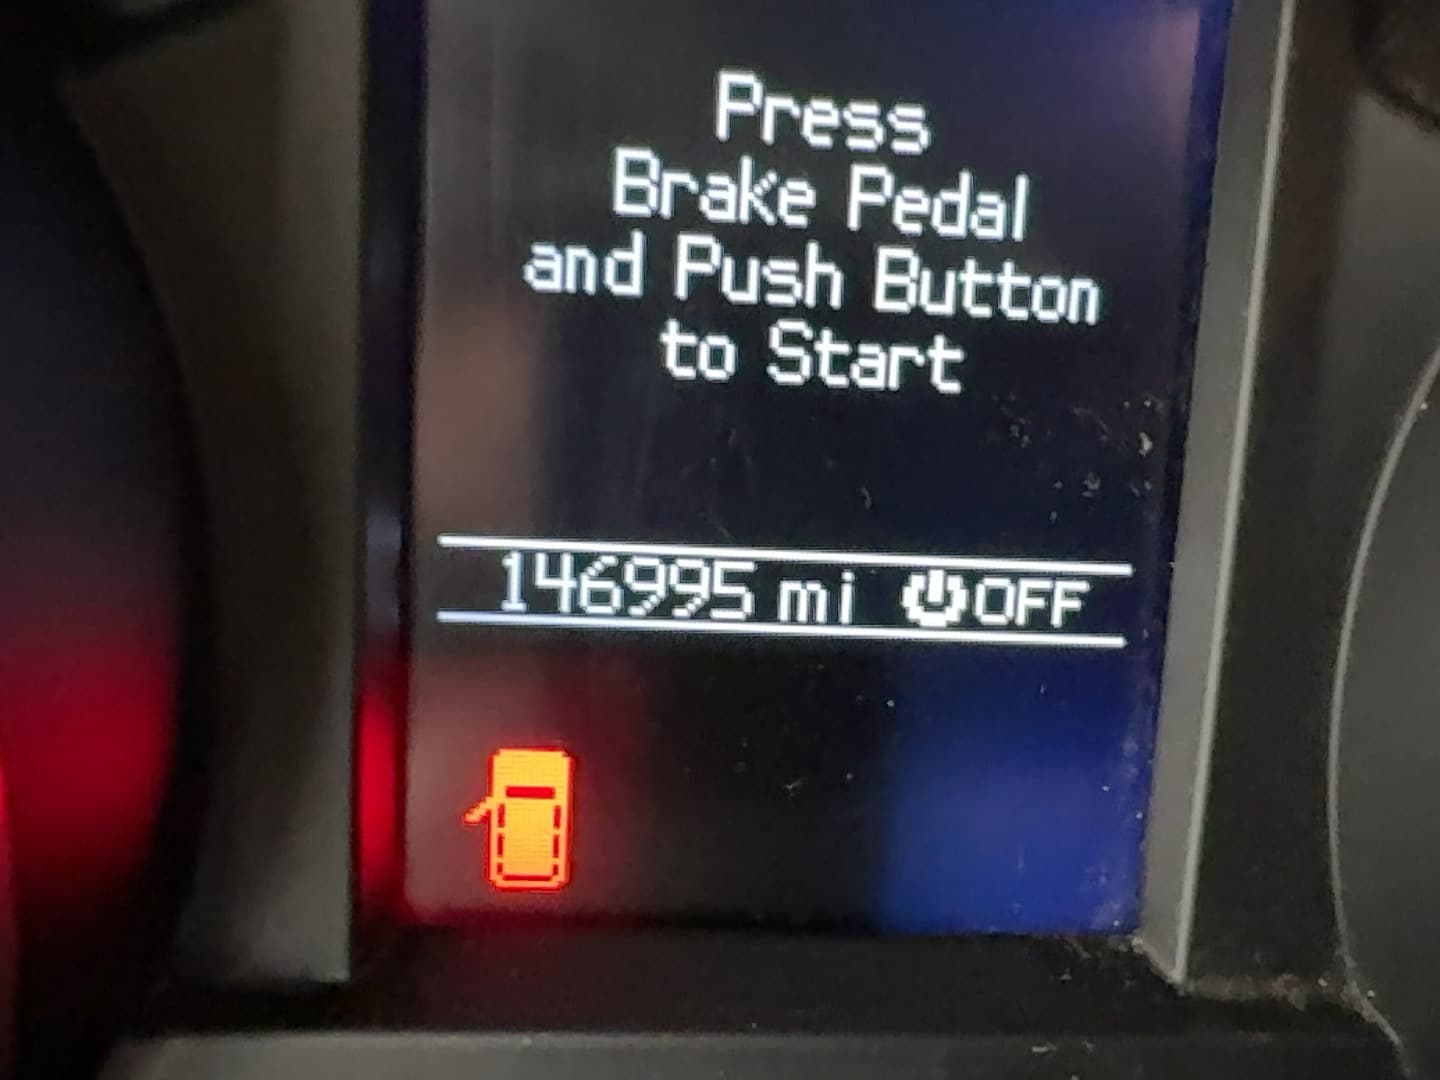 Press
Brake Pedal
and Push Button
to Start
146995 mi OFF